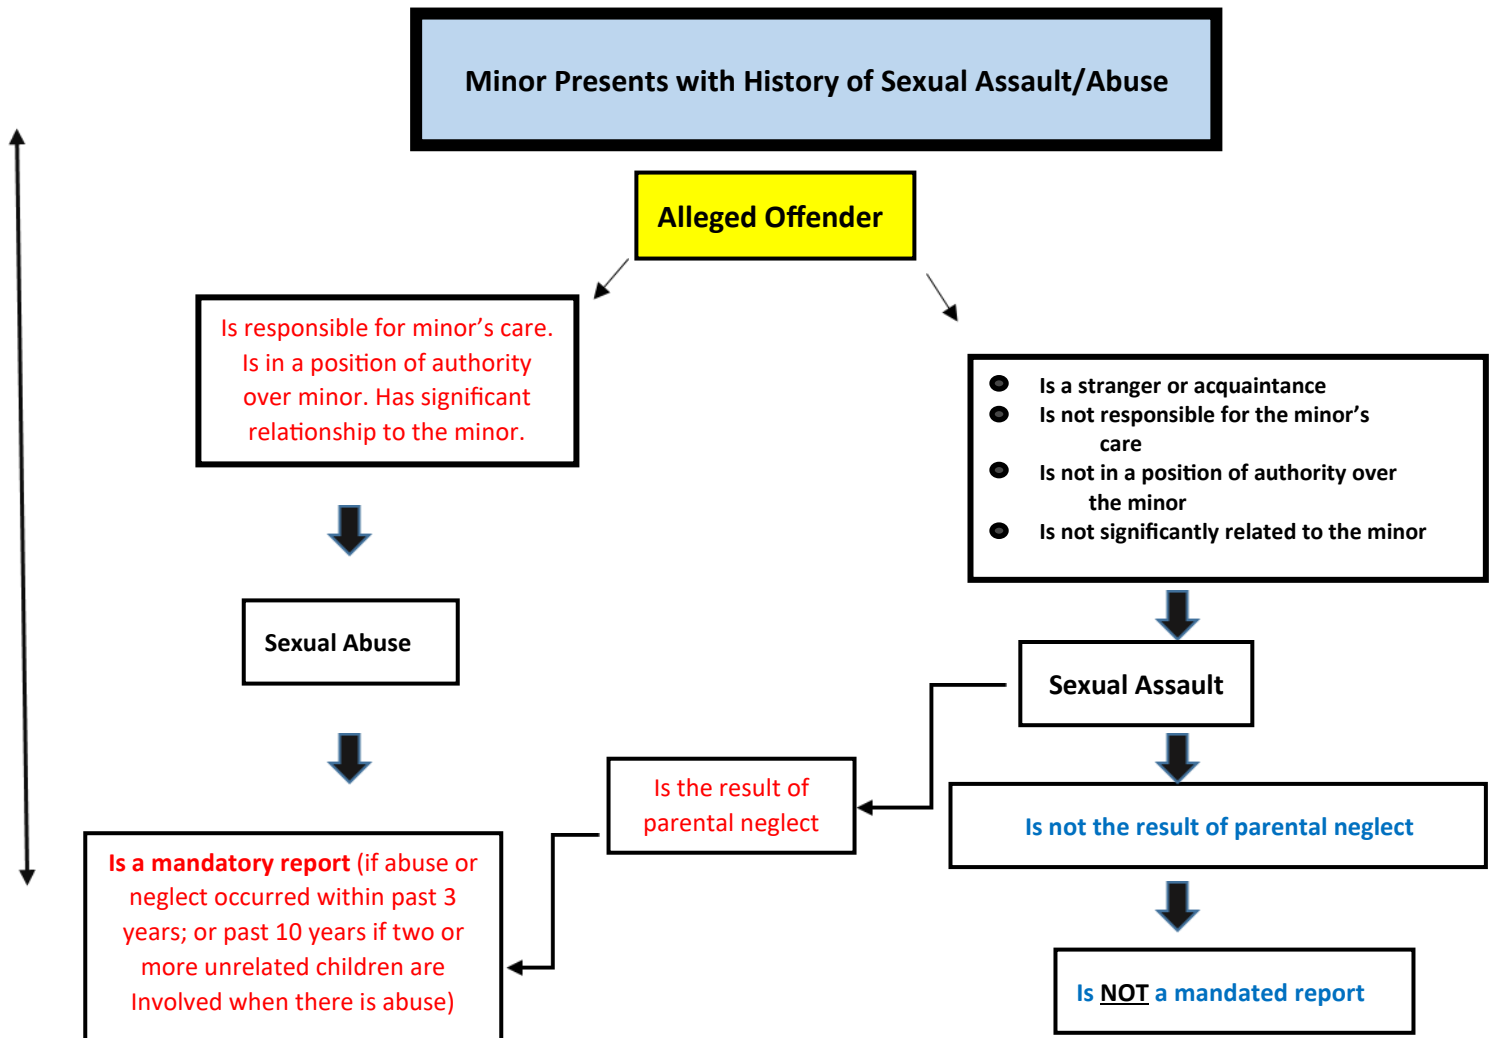 Minor Presents with History of Sexual Assault/Abuse
Alleged Offender
Is responsible for minor’s care.
Is in a position of authority
over minor. Has significant
relationship to the minor.
Is a stranger or acquaintance
Is not responsible for the minor’s
care
Is not in a position of authority over
the minor
Is not significantly related to the minor
Sexual Abuse
Sexual Assault
Is the result of
parental neglect
Is not the result of parental neglect
Is a mandatory report (if abuse or
neglect occurred within past 3
years; or past 10 years if two or
more unrelated children are
Involved when there is abuse)
Is NOT a mandated report